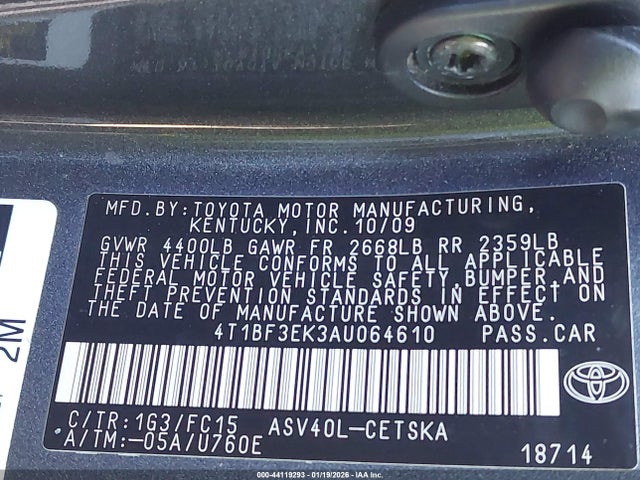 MFD.BY:TOYOTA MOTOR MANUFACTURING,
KENTUCKY,INC.10/09
GVWR 4400LB GAWR FR 2668LB RR 2359LB
THIS VEHICLE CONFORMS TO ALL APPLICABLE
FEDERAL MOTOR VEHICLE SAFETY,BUMPER,AND
THEFT PREVENTION STANDARDS IN EFFECT ON
THE DATE OF MANUFACTURE SHOWN ABOVE.
4T1BF3EK3AU064610 PASS.CAR
C/TR:1G3/FC15 ASV40L-CETSKA
A/TM:-05A/U760E
18714
2M
000-44119293 - 01/19/2026 - IAAI.COM